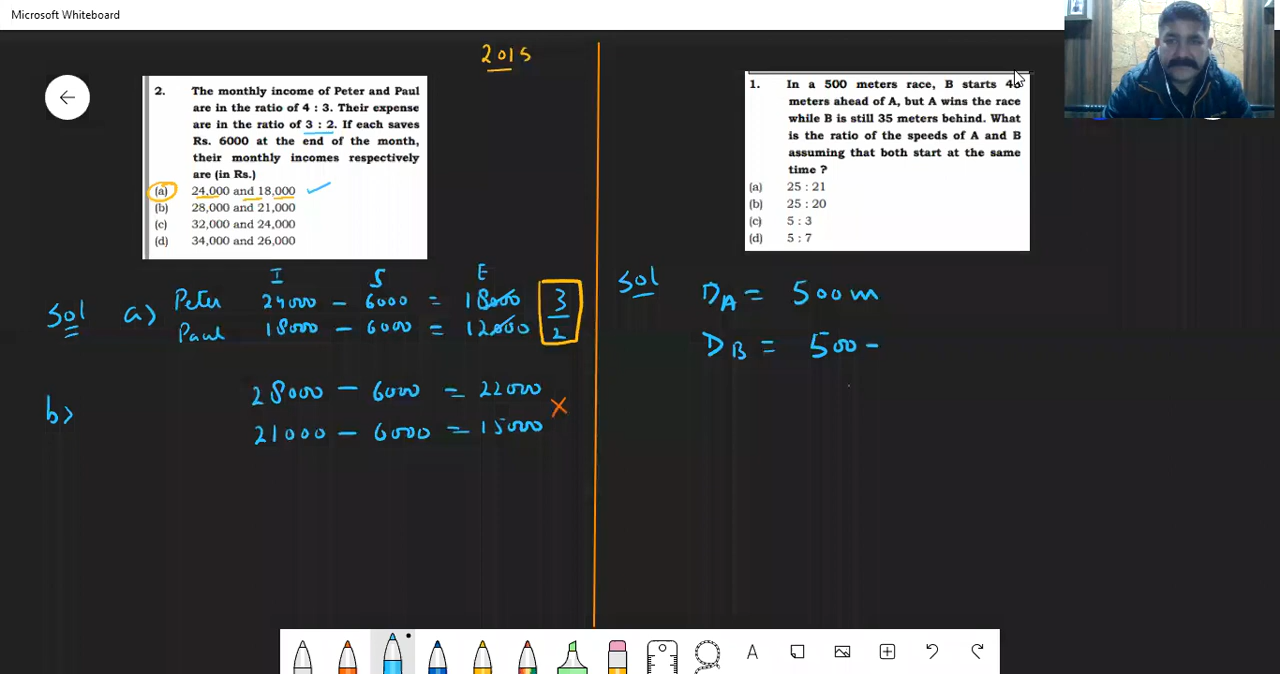 Microsoft Whiteboard
2015
2. The monthly income of Peter and Paul
are in the ratio of 4 : 3. Their expense
are in the ratio of 3 : 2. If each saves
Rs. 6000 at the end of the month,
their monthly incomes respectively
are (in Rs.)
(a) 24,000 and 18,000
(b) 28,000 and 21,000
(c) 32,000 and 24,000
(d) 34,000 and 26,000
I S E
Sol a) Peter 24000 - 6000 = 18000 3
Paul 18000 - 6000 = 12000 2
b) 28000 - 6000 = 22000
21000 - 6000 = 15000
1. In a 500 meters race, B starts
meters ahead of A, but A wins the race
while B is still 35 meters behind. What
is the ratio of the speeds of A and B
assuming that both start at the same
time ?
(a) 25 : 21
(b) 25 : 20
(c) 5 : 3
(d) 5 : 7
Sol DA = 500m
DB = 500 -
A